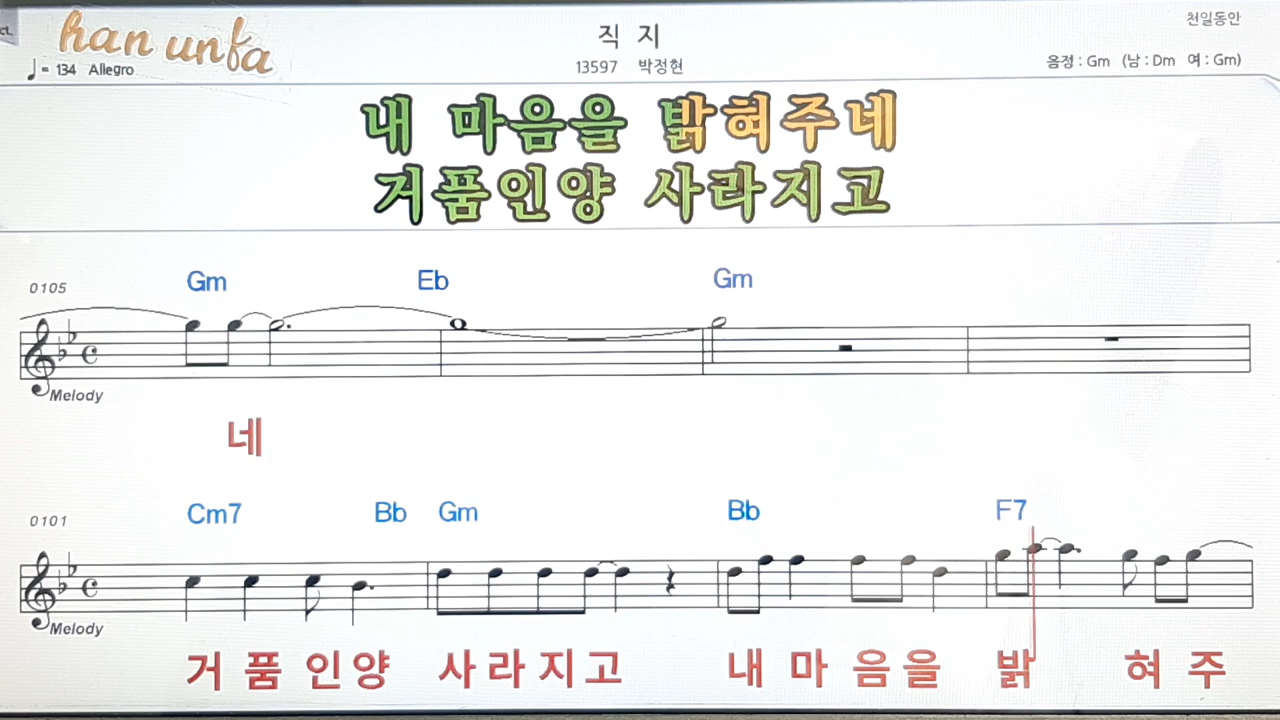 ct.
han unfa
직 지
천일동안
♩= 134 Allegro
13597 박정현
음정 : Gm (남 : Dm 여 : Gm)
내 마음을 밝혀주네
거품인양 사라지고
0105 Gm Eb Gm
Melody
네
0101 Cm7 Bb Gm Bb F7
Melody
거 품 인 양 사 라 지 고 내 마 음 을 밝 혀 주